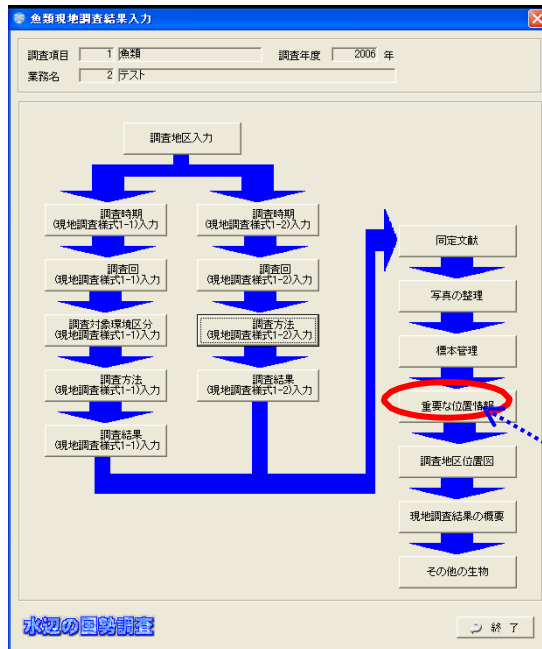 魚類現地調査結果入力
調査項目 1 魚類 調査年度 2006 年
業務名 2 テスト
調査地区入力
調査時期
(現地調査様式1-1)入力
調査回
(現地調査様式1-1)入力
調査対象環境区分
(現地調査様式1-1)入力
調査方法
(現地調査様式1-1)入力
調査結果
(現地調査様式1-1)入力
調査時期
(現地調査様式1-2)入力
調査回
(現地調査様式1-2)入力
調査方法
(現地調査様式1-2)入力
調査結果
(現地調査様式1-2)入力
同定文献
写真の整理
標本管理
重要な位置情報
調査地区位置図
現地調査結果の概要
その他の生物
水辺の国勢調査
終 了